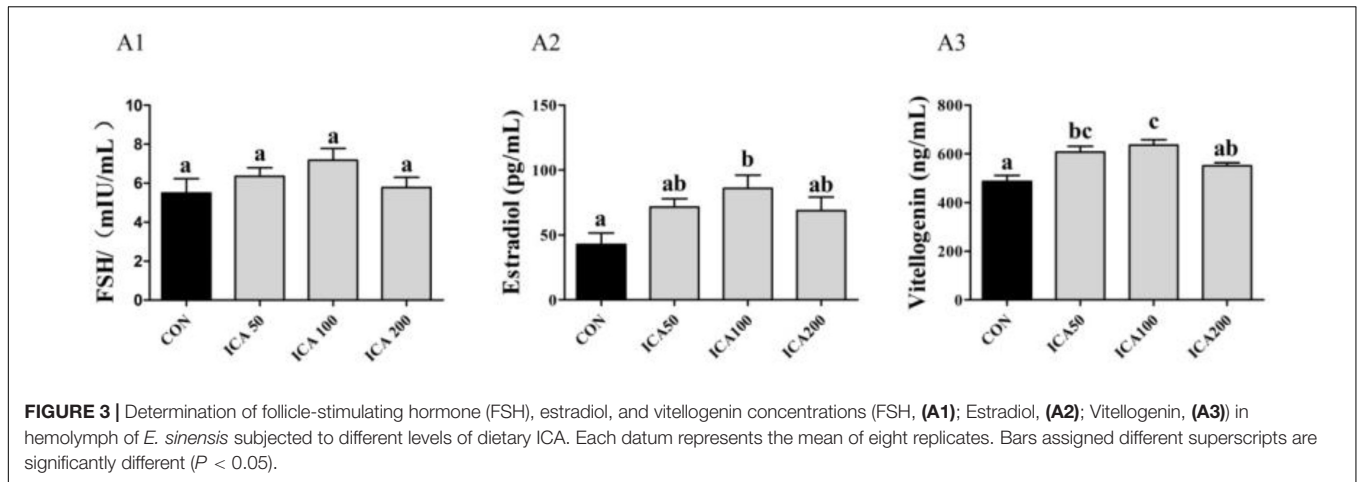 A1
A2
A3
FSH/ （mIU/mL）
10
8
6
4
2
0
a
a
a
a
CON
ICA 50
ICA 100
ICA 200
Estradiol (pg/mL)
150
100
50
0
a
ab
b
ab
CON
ICA50
ICA100
ICA200
Vitellogenin (ng/mL)
800
600
400
200
0
a
bc
c
ab
CON
ICA50
ICA100
ICA200
FIGURE 3 | Determination of follicle-stimulating hormone (FSH), estradiol, and vitellogenin concentrations (FSH, (A1); Estradiol, (A2); Vitellogenin, (A3)) in
hemolymph of E. sinensis subjected to different levels of dietary ICA. Each datum represents the mean of eight replicates. Bars assigned different superscripts are
significantly different (P < 0.05).